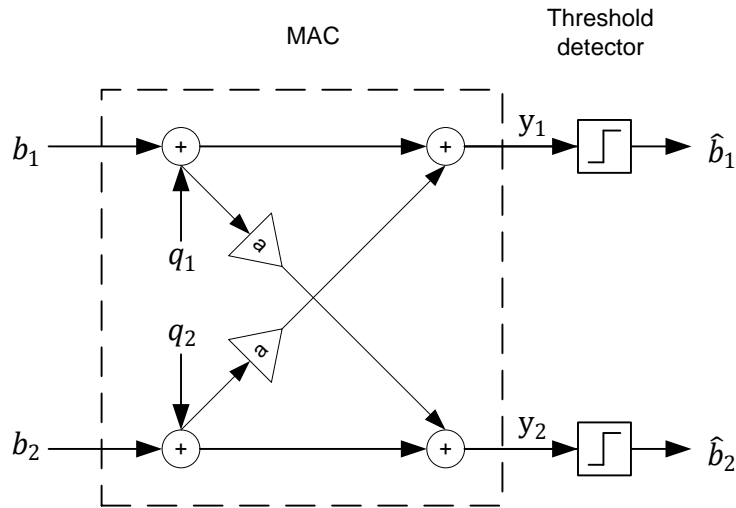 MAC
Threshold
detector
b₁
+
+
y₁
b̂₁
q₁
a
q₂
a
b₂
+
+
y₂
b̂₂